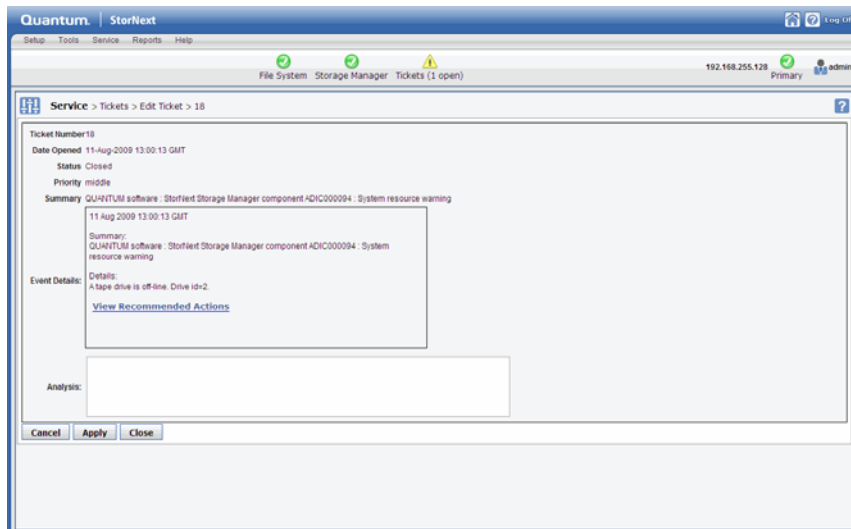 Quantum. | StorNext
Log Of
Setup Tools Service Reports Help
File System Storage Manager Tickets (1 open)
192.168.255.128 Primary admin
Service > Tickets > Edit Ticket > 18
Ticket Number 18
Date Opened 11-Aug-2009 13:00:13 GMT
Status Closed
Priority middle
Summary QUANTUM software : StorNext Storage Manager component ADIC000094 : System resource warning
Event Details:
11 Aug 2009 13:00:13 GMT
Summary:
QUANTUM software : StorNext Storage Manager component ADIC000094 : System
resource warning
Details:
A tape drive is off-line. Drive id=2.
View Recommended Actions
Analysis:
Cancel Apply Close